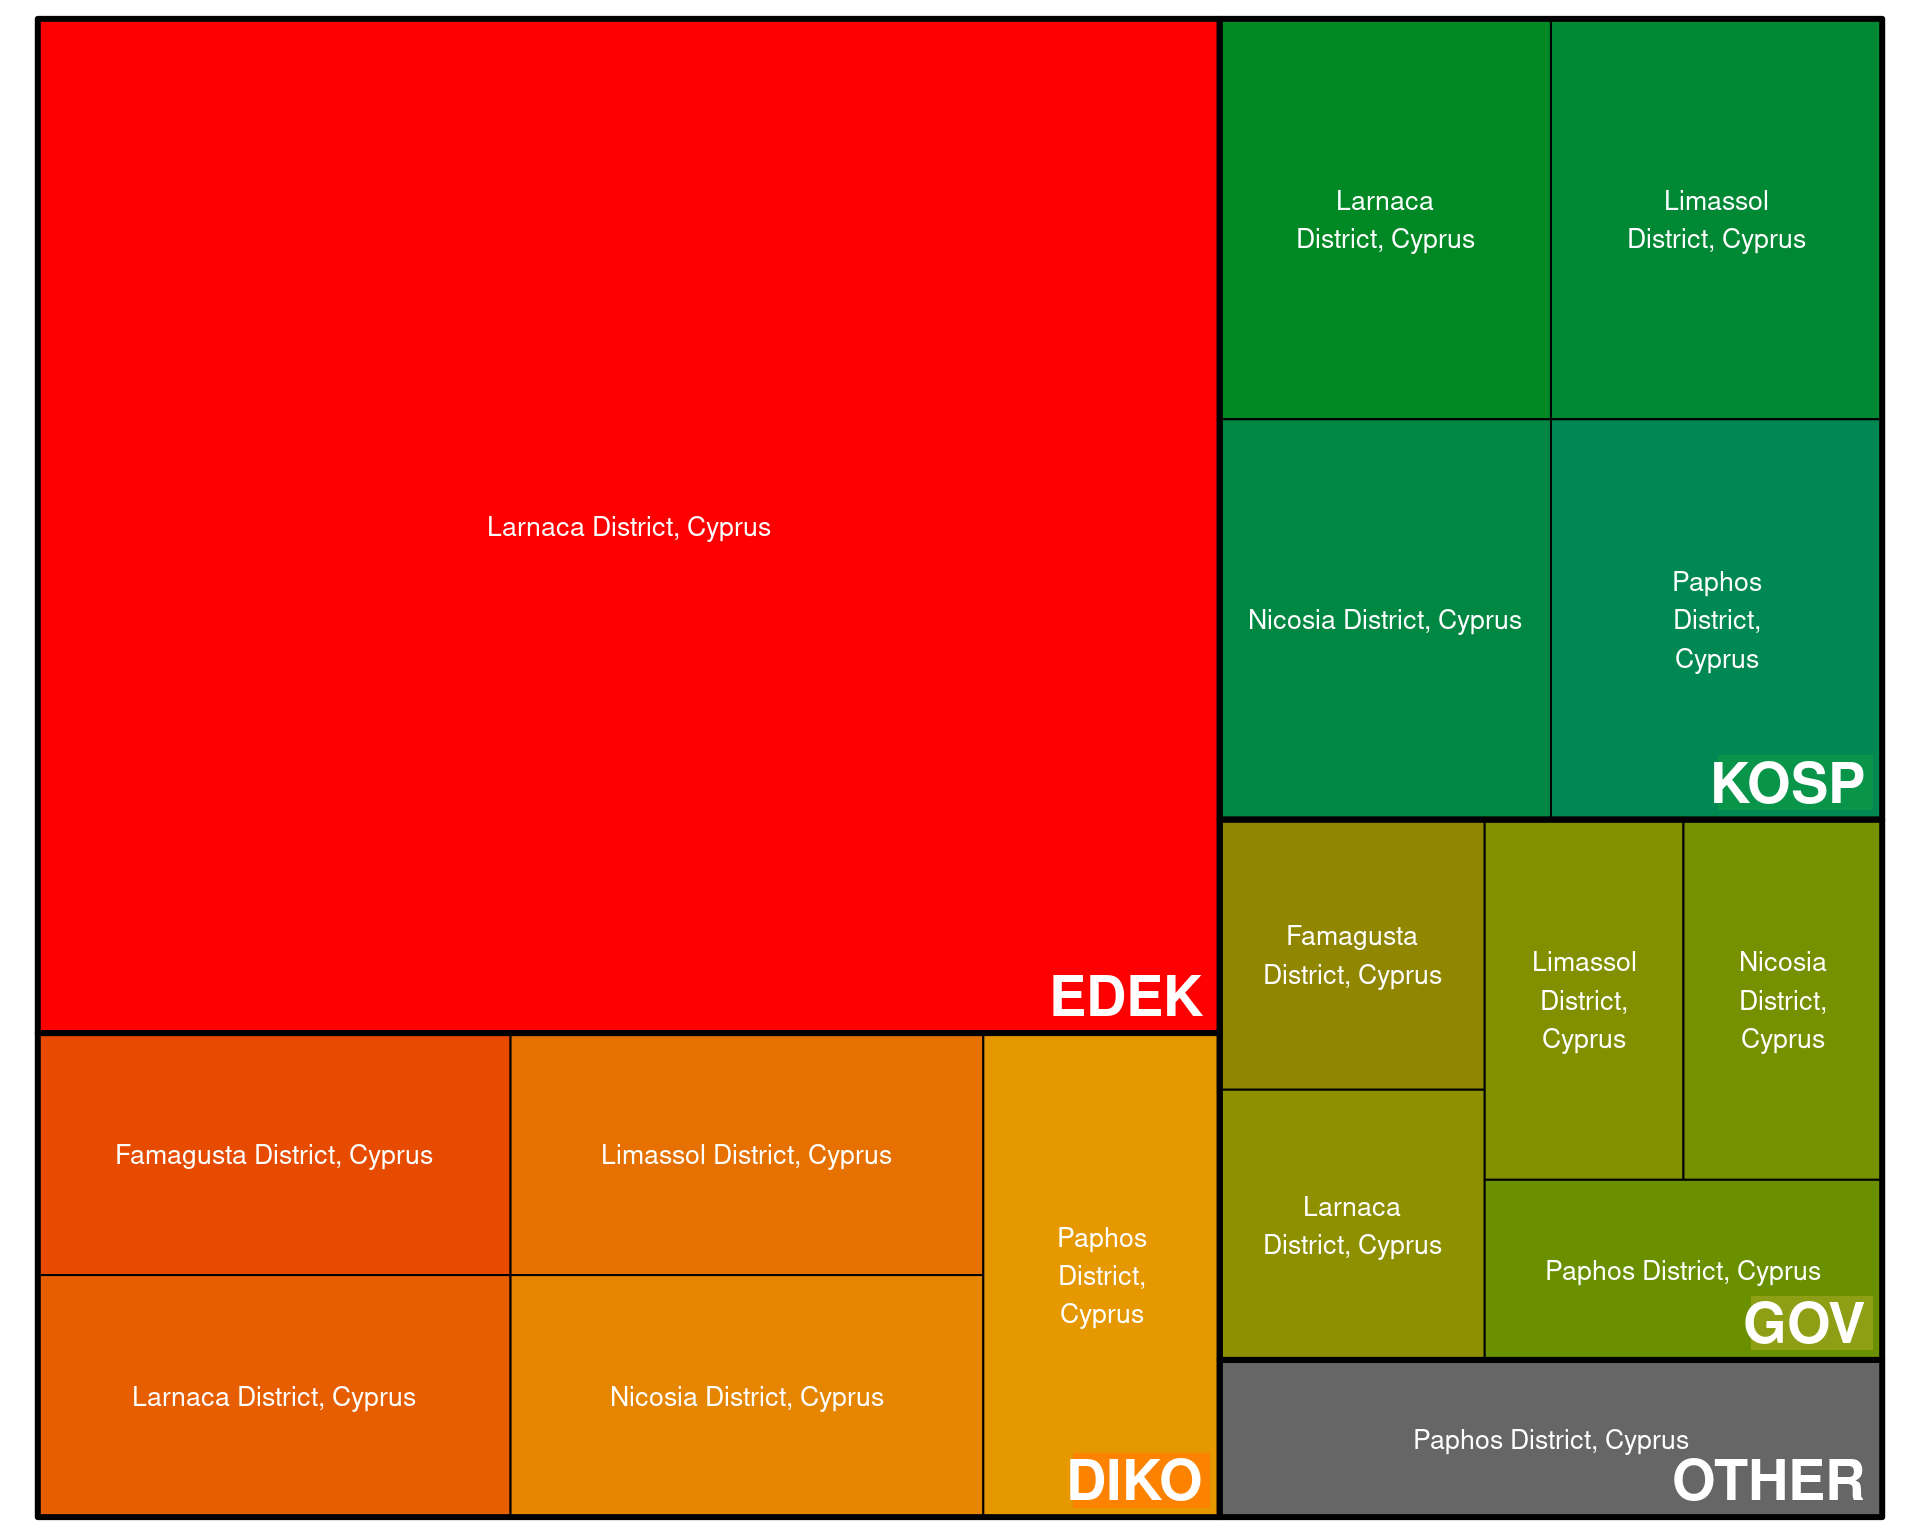 Larnaca District, Cyprus
EDEK
Famagusta District, Cyprus
Limassol District, Cyprus
Larnaca District, Cyprus
Nicosia District, Cyprus
Paphos
District,
Cyprus
DIKO
Larnaca
District, Cyprus
Limassol
District, Cyprus
Nicosia District, Cyprus
Paphos
District,
Cyprus
KOSP
Famagusta
District, Cyprus
Larnaca
District, Cyprus
Limassol
District,
Cyprus
Nicosia
District,
Cyprus
Paphos District, Cyprus
GOV
Paphos District, Cyprus
OTHER